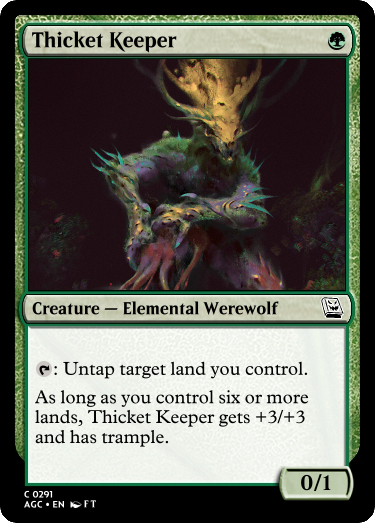 Thicket Keeper
Creature — Elemental Werewolf
: Untap target land you control.
As long as you control six or more
lands, Thicket Keeper gets +3/+3
and has trample.
0/1
C 0291
AGC • EN FT